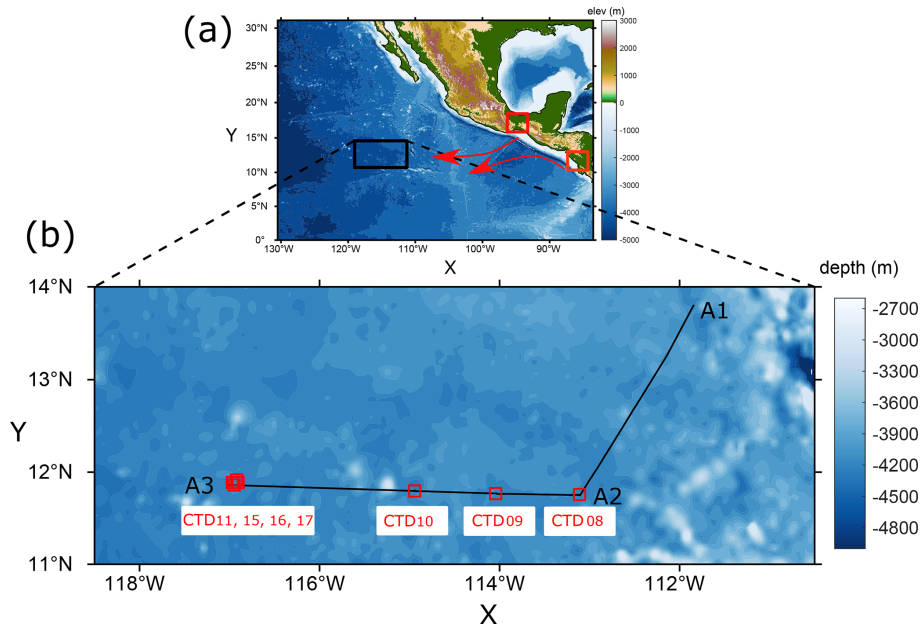 (a)
elev (m)
30°N
25°N
20°N
15°N
10°N
5°N
0°
Y
130°W
120°W
110°W
100°W
90°W
X
3000
2000
1000
0
-1000
-2000
-3000
-4000
-5000
(b)
depth (m)
14°N
13°N
12°N
11°N
Y
A1
A2
A3
CTD11, 15, 16, 17
CTD10
CTD09
CTD08
118°W
116°W
114°W
112°W
X
-2700
-3000
-3300
-3600
-3900
-4200
-4500
-4800